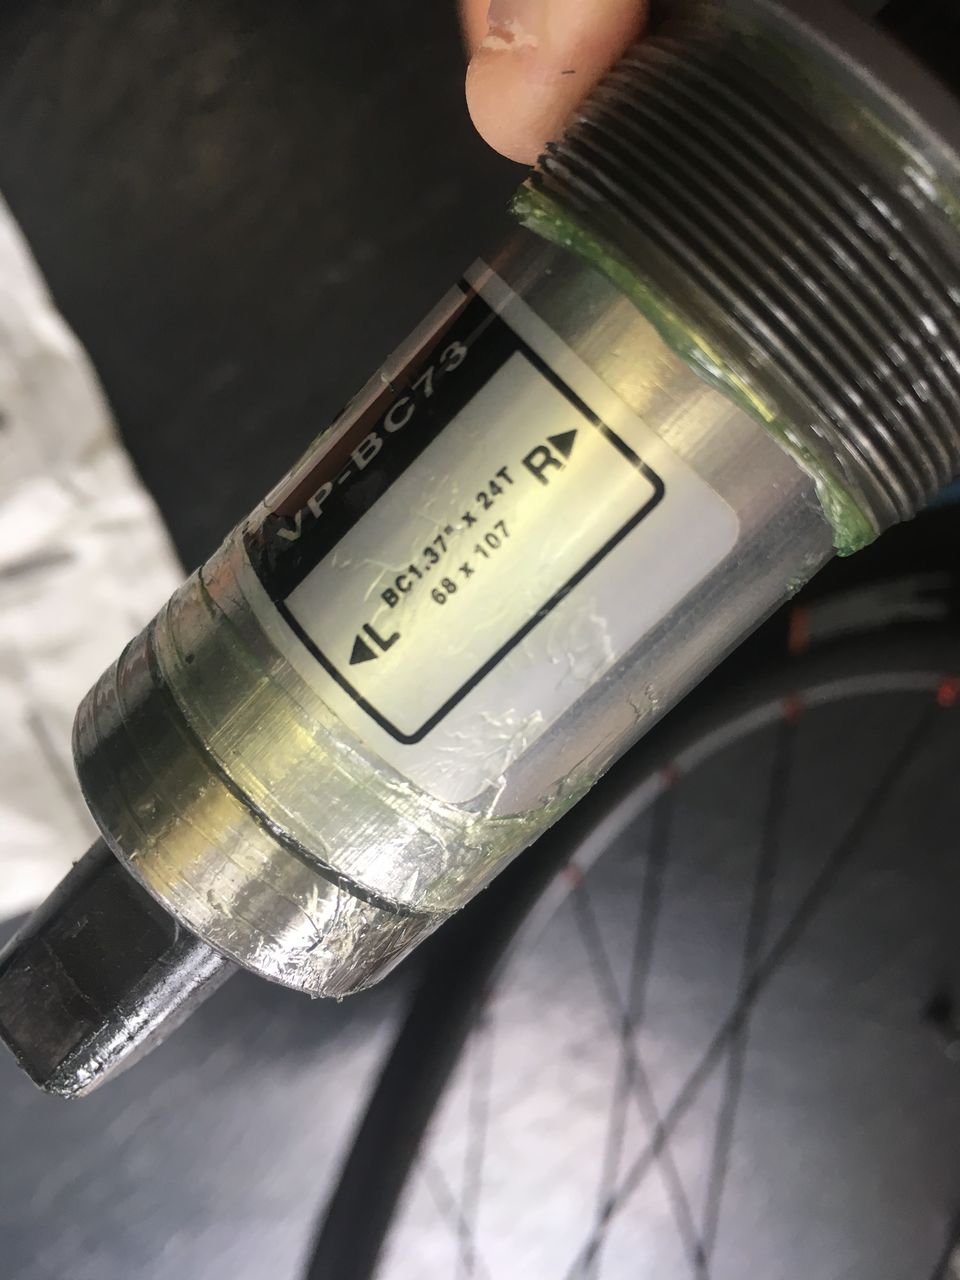 VP-BC73
BC1.37" x 24T
68 x 107
◀L
R▶